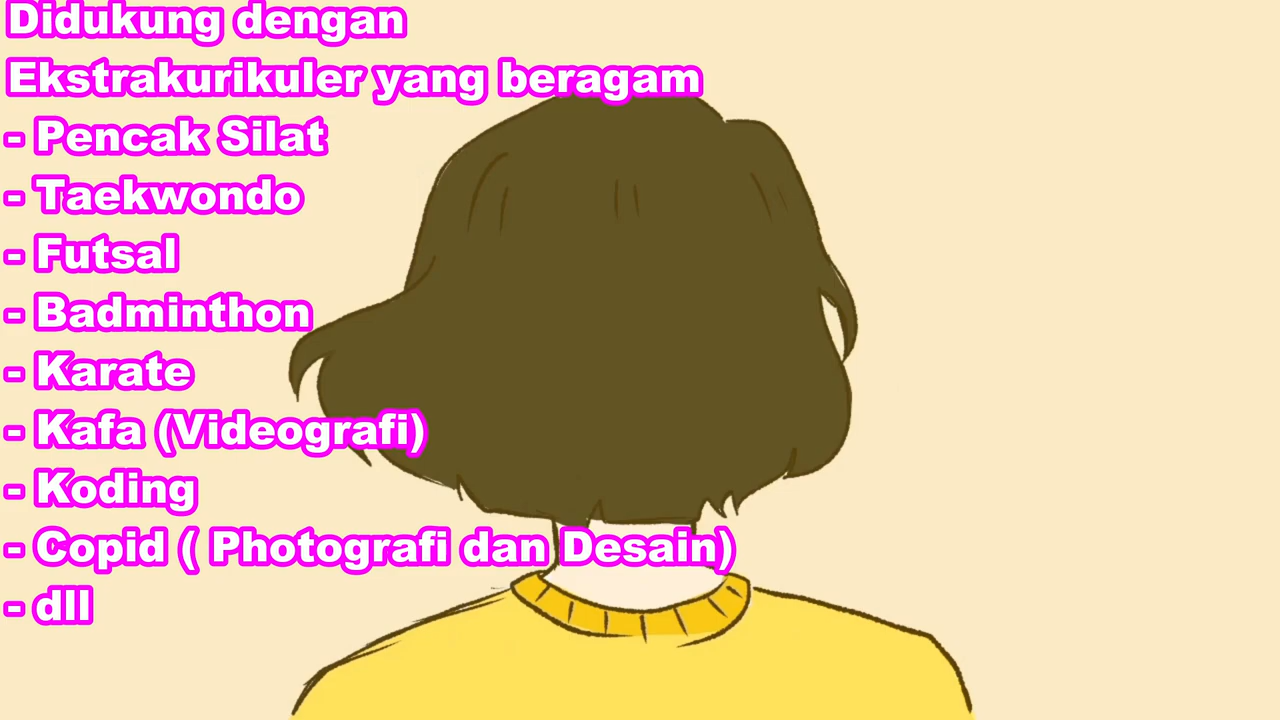 Didukung dengan
Ekstrakurikuler yang beragam
- Pencak Silat
- Taekwondo
- Futsal
- Badminthon
- Karate
- Kafa (Videografi)
- Koding
- Copid ( Photografi dan Desain)
- dll